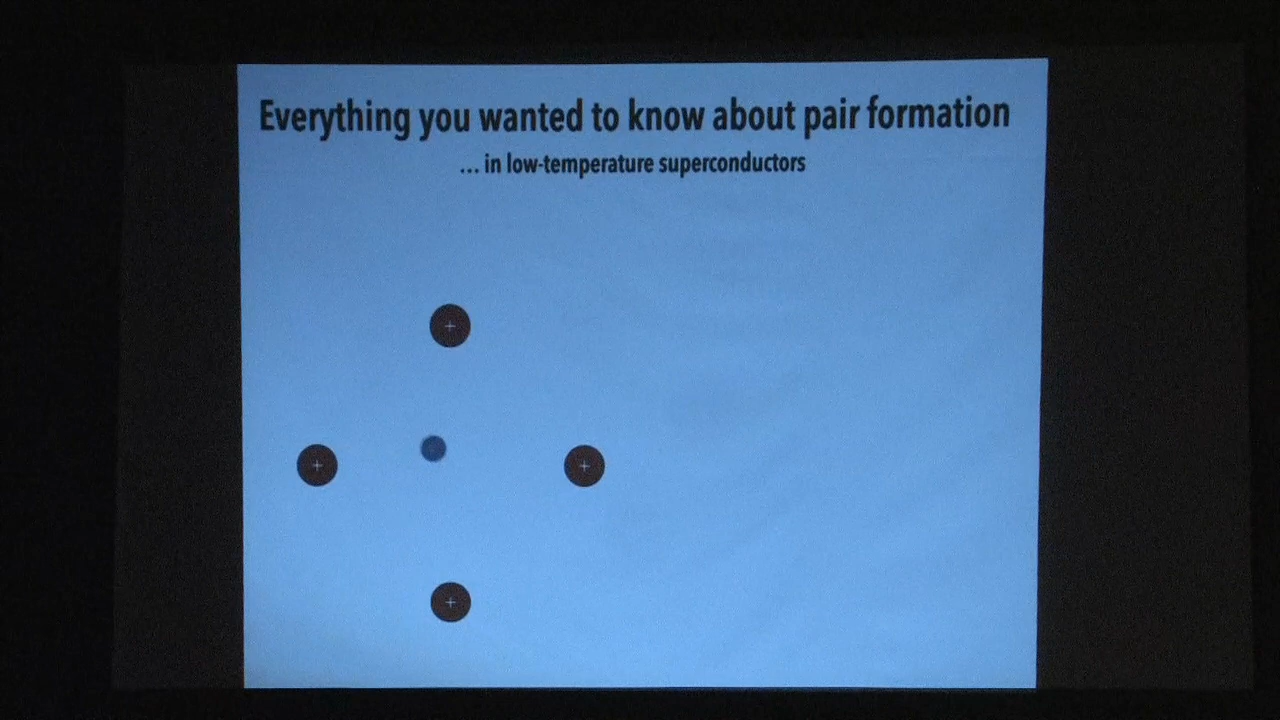 Everything you wanted to know about pair formation
... in low-temperature superconductors
+
+
+
+